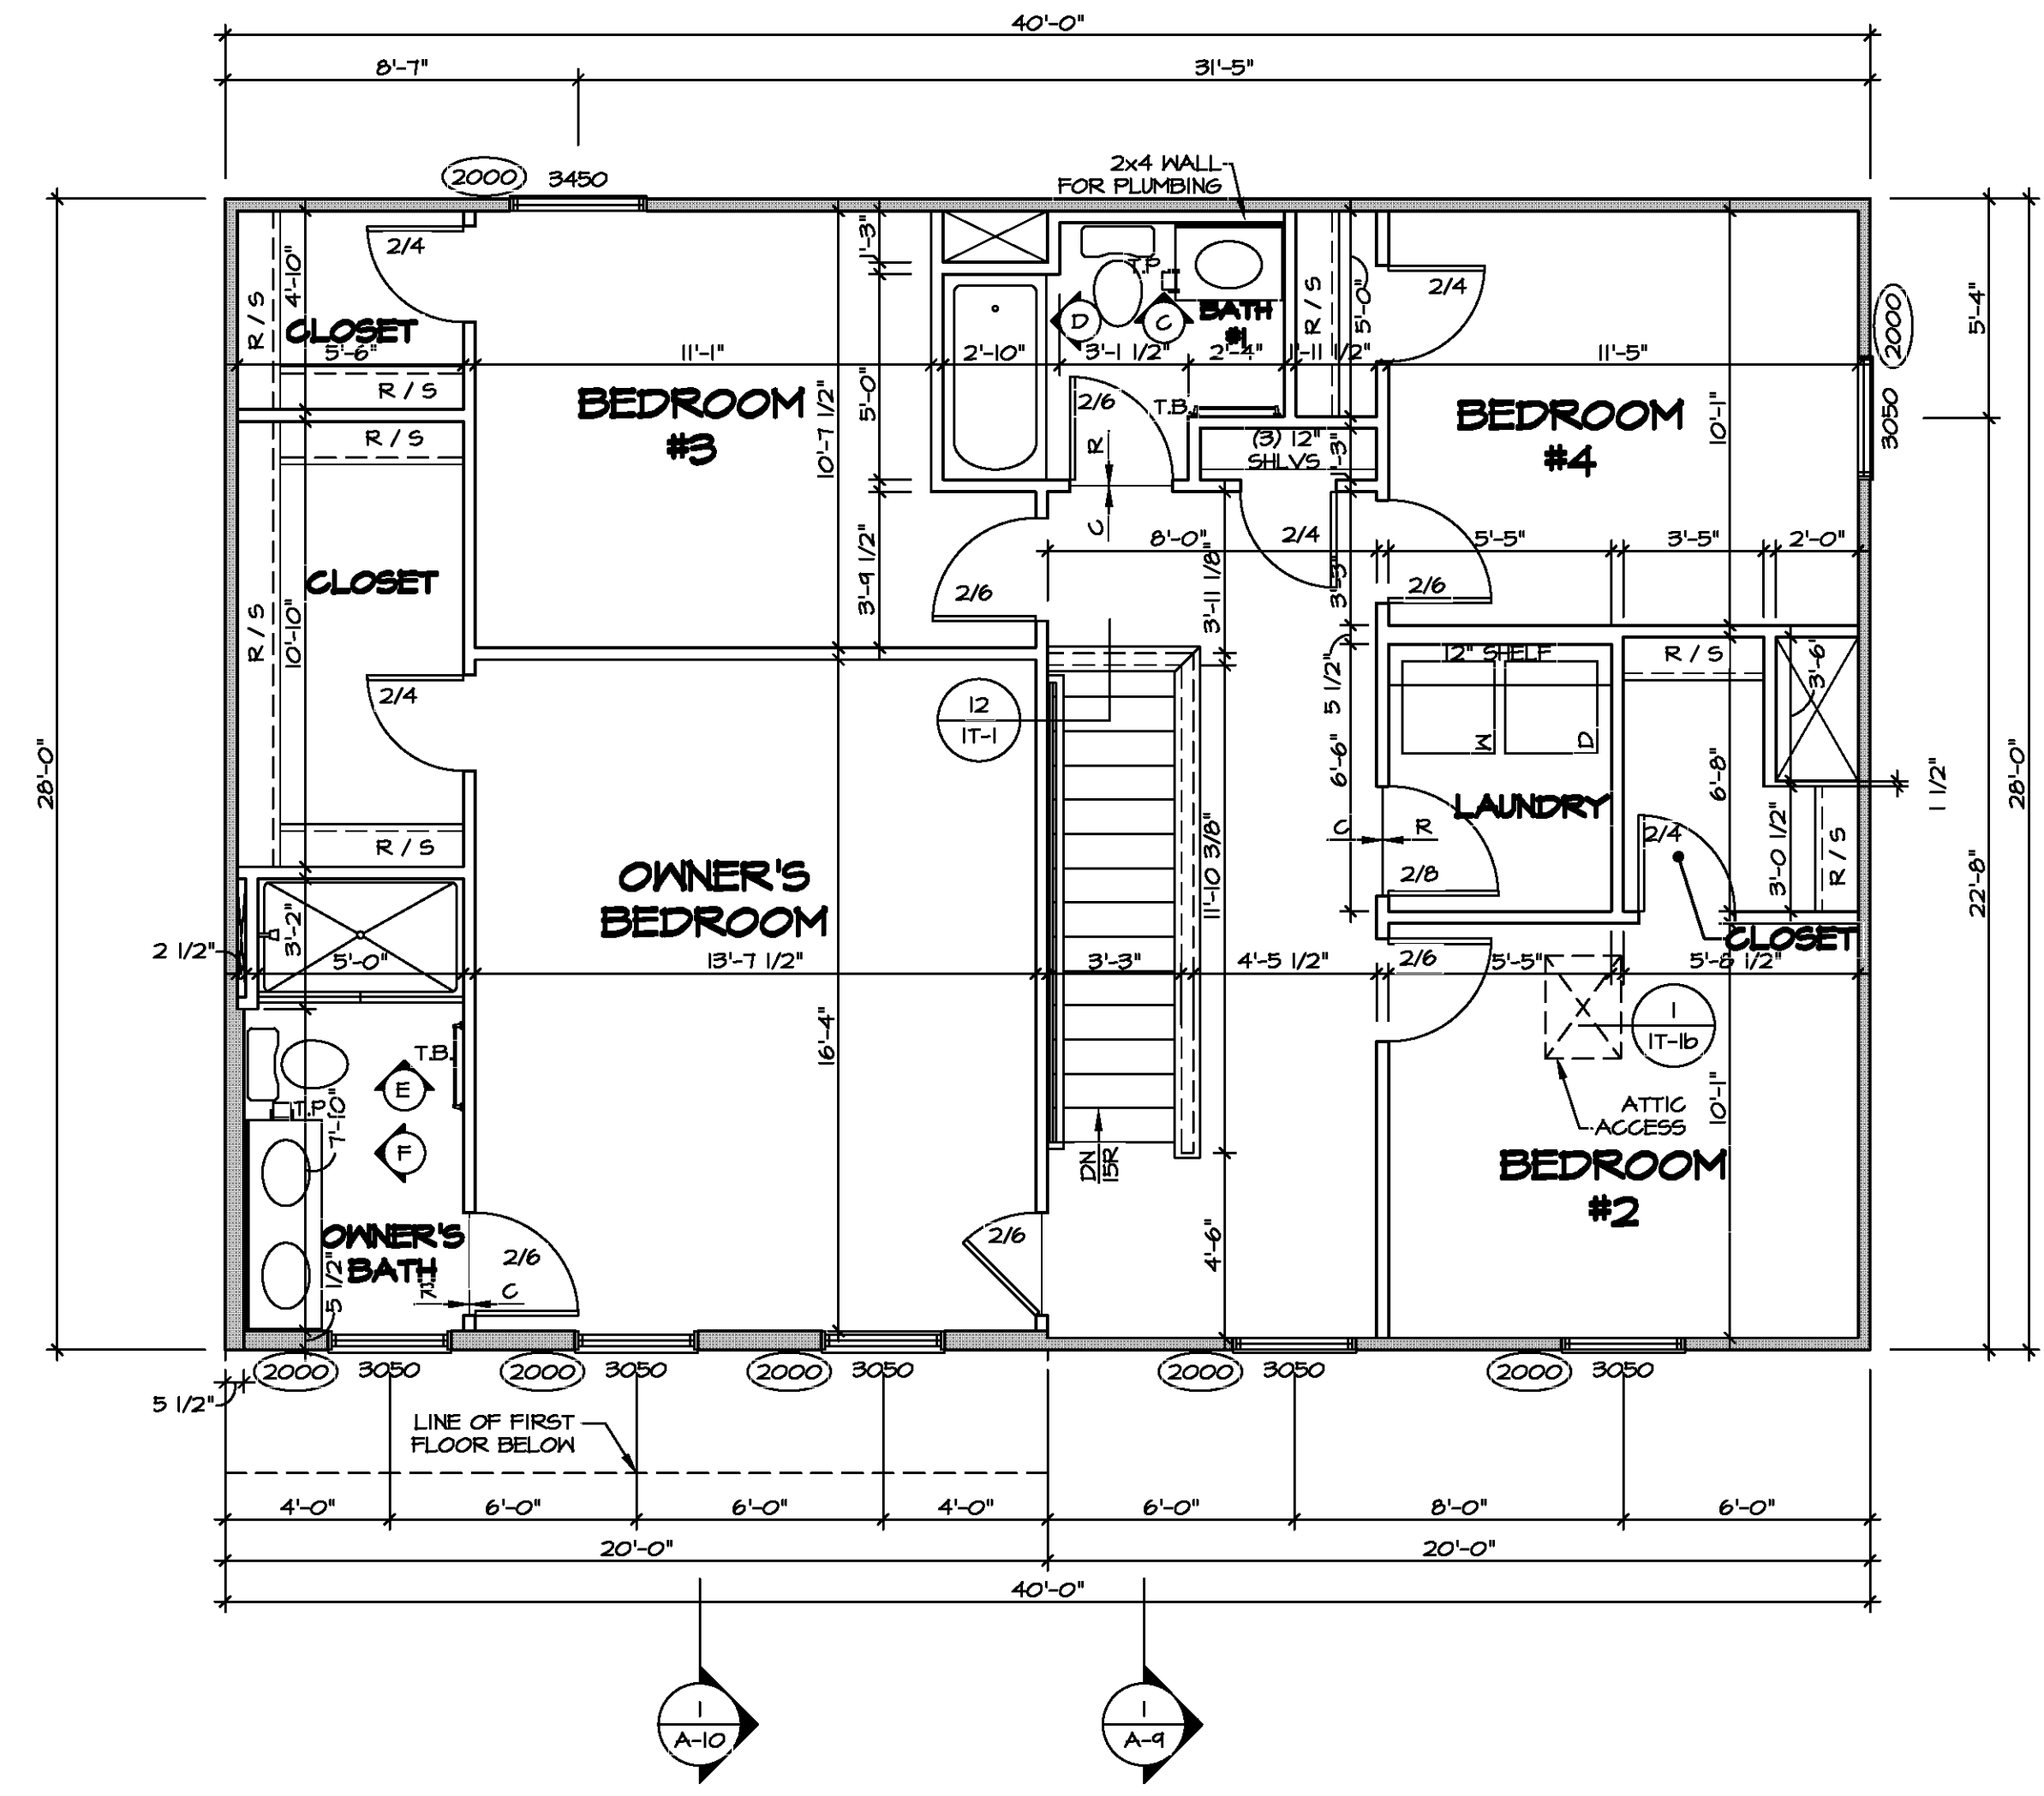 40'-0"
8'-7"
31'-5"
2x4 WALL
FOR PLUMBING
2000
3450
2/4
1'-3"
4'-10"
R / S
CLOSET
5'-6"
R / S
R / S
11'-1"
BEDROOM
#3
10'-7 1/2"
5'-0"
2'-10"
T.P.
D
C
BATH
#1
3'-1 1/2"
2'-4"
1'-11 1/2"
R / S
5'-0"
2/4
2000
3050
5'-4"
11'-5"
BEDROOM
#4
10'-1"
2/6
T.B.
R
C
(3) 12"
SHLVS
1'-3"
CLOSET
R / S
10'-10"
2/4
R / S
3'-9 1/2"
2/6
8'-0"
2/4
3'-11 1/8"
3'-3"
2/6
5'-5"
3'-5"
2'-0"
5 1/2"
12" SHELF
R / S
3'-6"
12
1T-1
W
D
6'-6"
LAUNDRY
6'-8"
1 1/2"
28'-0"
28'-0"
22'-8"
OWNER'S
BEDROOM
11'-10 3/8"
C
R
2/8
2/4
3'-0 1/2"
R / S
CLOSET
2 1/2"
3'-2"
5'-0"
13'-7 1/2"
3'-3"
4'-5 1/2"
2/6
5'-5"
5'-8 1/2"
16'-4"
1
1T-1b
T.B.
E
T.P.
7'-10"
F
ATTIC
ACCESS
10'-1"
BEDROOM
#2
DN
15R
4'-6"
OWNER'S
BATH
5 1/2"
R
C
2/6
2/6
2000
3050
2000
3050
2000
3050
2000
3050
2000
3050
5 1/2"
LINE OF FIRST
FLOOR BELOW
4'-0"
6'-0"
6'-0"
4'-0"
6'-0"
8'-0"
6'-0"
20'-0"
20'-0"
40'-0"
1
A-10
1
A-9